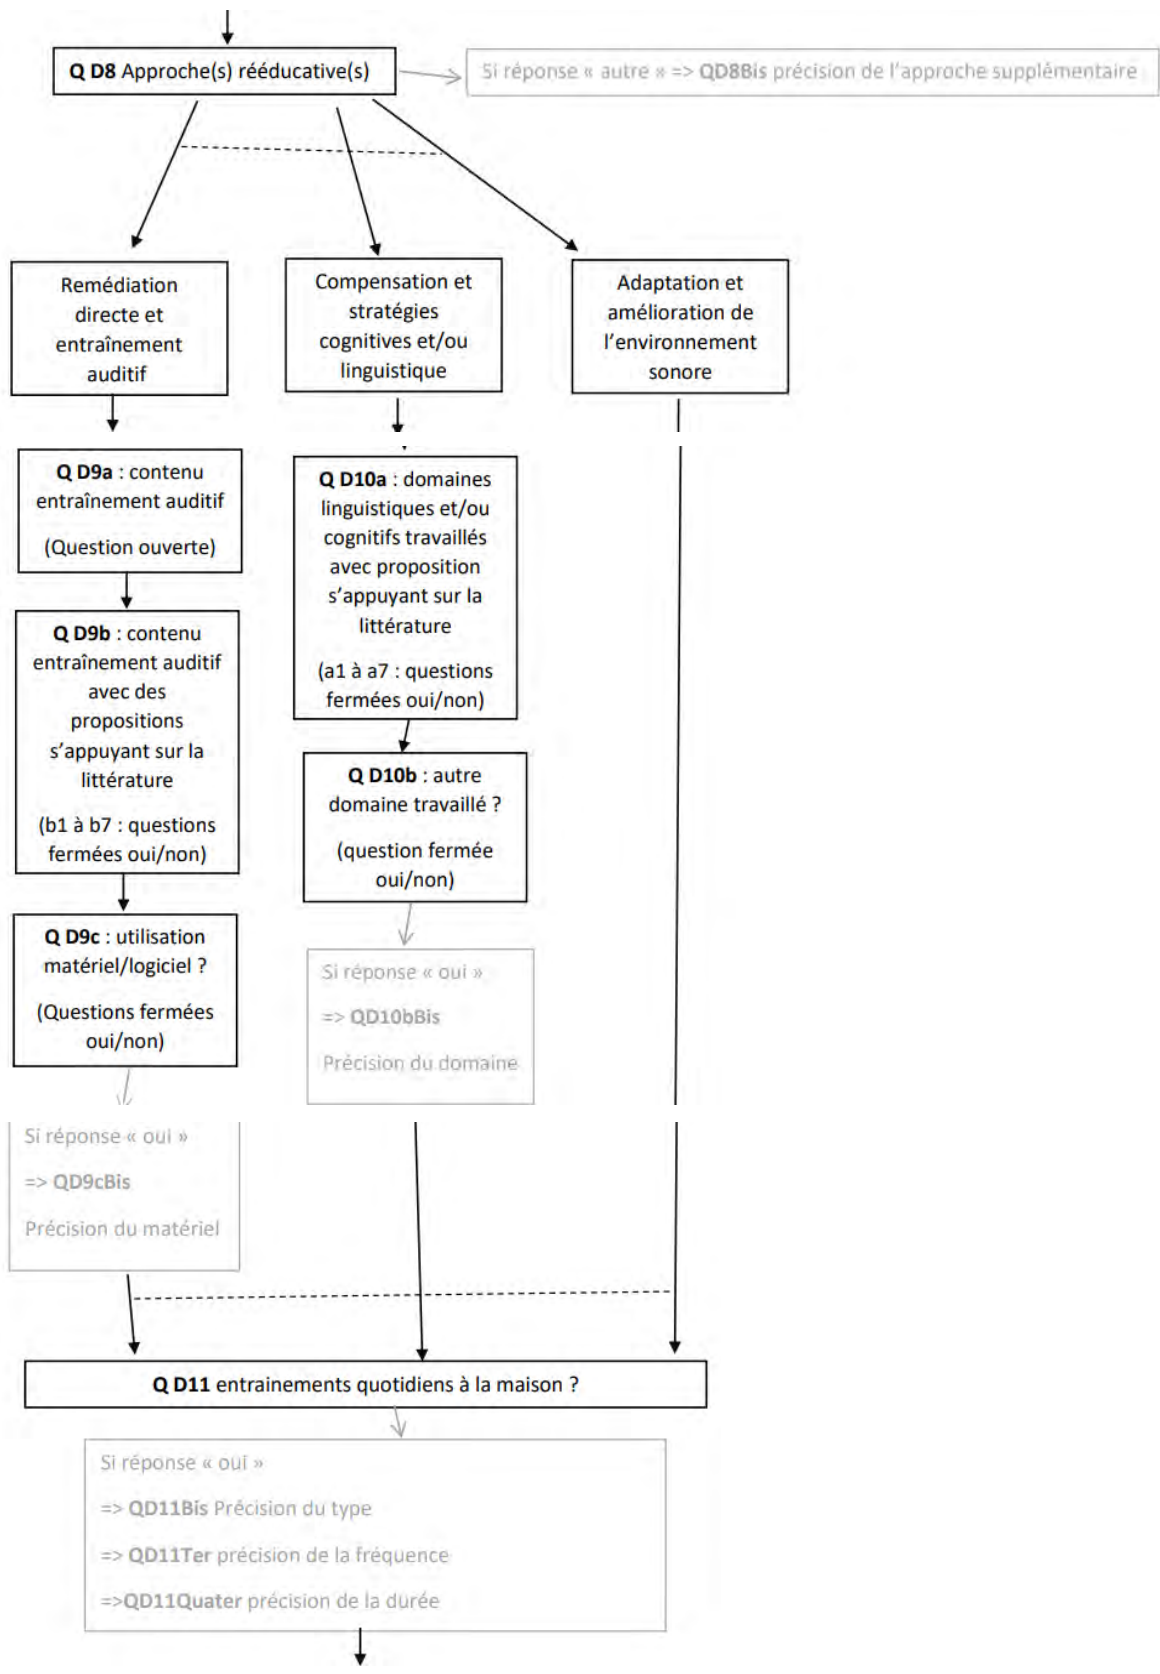 Q D8 Approche(s) rééducative(s)
Si réponse « autre » => QD8Bis précision de l'approche supplémentaire
Remédiation
directe et
entraînement
auditif
Compensation et
stratégies
cognitives et/ou
linguistique
Adaptation et
amélioration de
l'environnement
sonore
Q D9a : contenu
entraînement auditif
(Question ouverte)
Q D9b : contenu
entraînement auditif
avec des
propositions
s'appuyant sur la
littérature
(b1 à b7 : questions
fermées oui/non)
Q D9c : utilisation
matériel/logiciel ?
(Questions fermées
oui/non)
Si réponse « oui »
=> QD9cBis
Précision du matériel
Q D10a : domaines
linguistiques et/ou
cognitifs travaillés
avec proposition
s'appuyant sur la
littérature
(a1 à a7 : questions
fermées oui/non)
Q D10b : autre
domaine travaillé ?
(question fermée
oui/non)
Si réponse « oui »
=> QD10bBis
Précision du domaine
Q D11 entrainements quotidiens à la maison ?
Si réponse « oui »
=> QD11Bis Précision du type
=> QD11Ter précision de la fréquence
=>QD11Quater précision de la durée